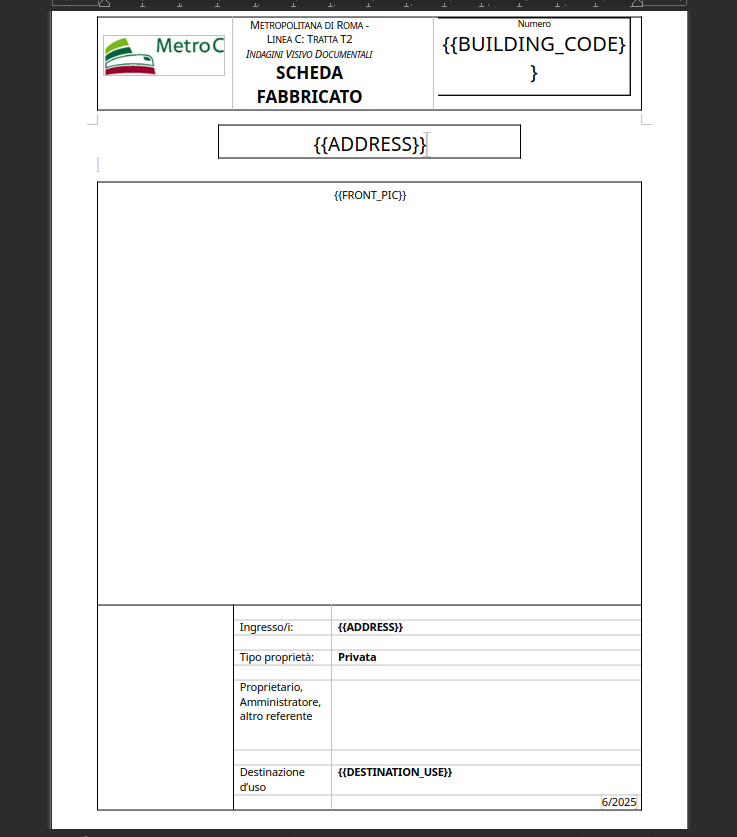 Metro C
METROPOLITANA DI ROMA -
LINEA C: TRATTA T2
INDAGINI VISIVO DOCUMENTALI
SCHEDA
FABBRICATO
Numero
{{BUILDING_CODE}
}
{{ADDRESS}}
{{FRONT_PIC}}
Ingresso/i:
{{ADDRESS}}
Tipo proprietà:
Privata
Proprietario,
Amministratore,
altro referente
Destinazione
d’uso
{{DESTINATION_USE}}
6/2025